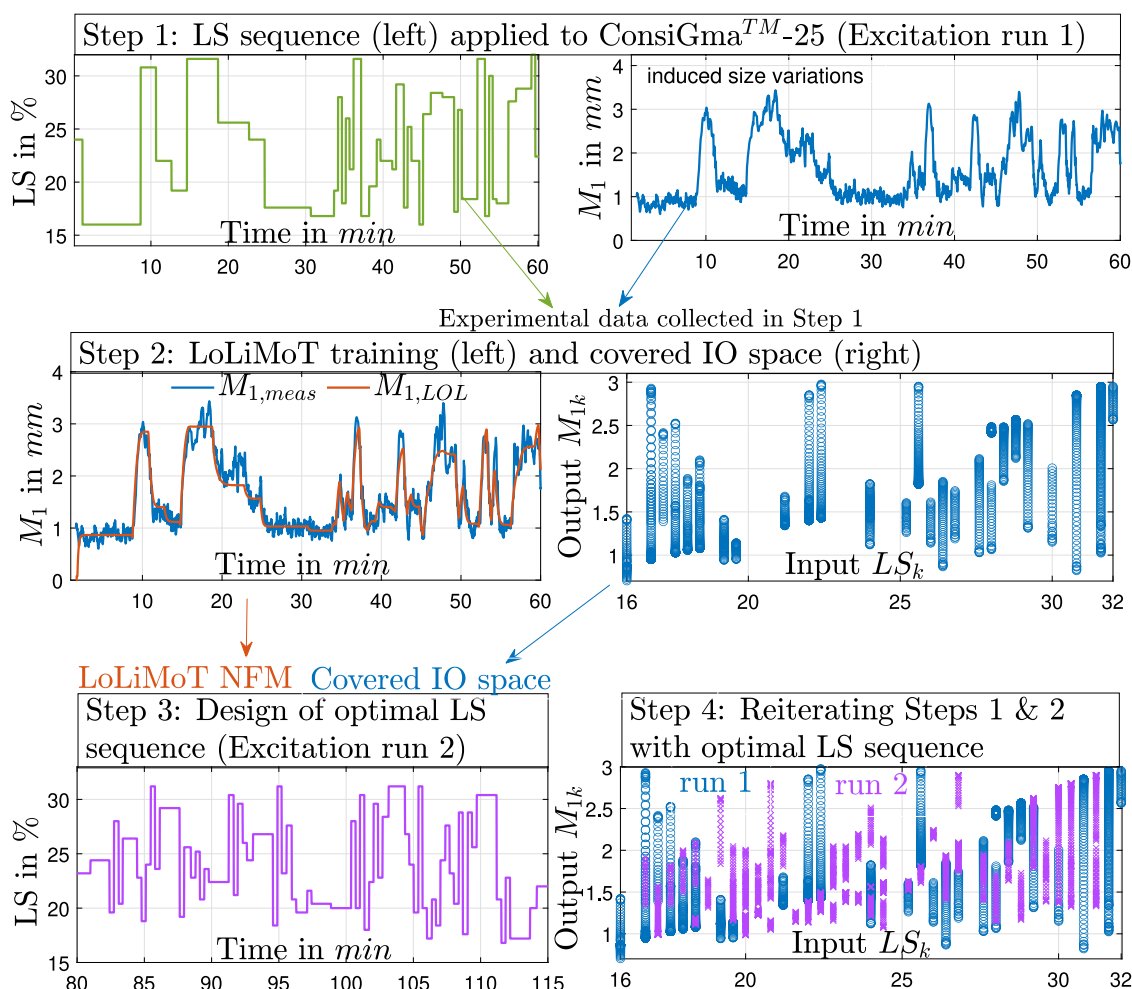 Step 1: LS sequence (left) applied to ConsiGma^TM-25 (Excitation run 1)
LS in %
30
25
20
15
Time in min
10 20 30 40 50 60
induced size variations
M1 in mm
4
3
2
1
0
Time in min
10 20 30 40 50 60
Experimental data collected in Step 1
Step 2: LoLiMoT training (left) and covered IO space (right)
M1 in mm
4
3
2
1
0
M1,meas M1,LOL
Time in min
10 20 30 40 50 60
Output M1k
3
2.5
2
1.5
1
Input LSk
16 20 25 30 32
LoLiMoT NFM Covered IO space
Step 3: Design of optimal LS
sequence (Excitation run 2)
LS in %
30
25
20
15
Time in min
80 85 90 95 100 105 110 115
Step 4: Reiterating Steps 1 & 2
with optimal LS sequence
run 1 run 2
Output M1k
3
2.5
2
1.5
1
Input LSk
16 20 25 30 32